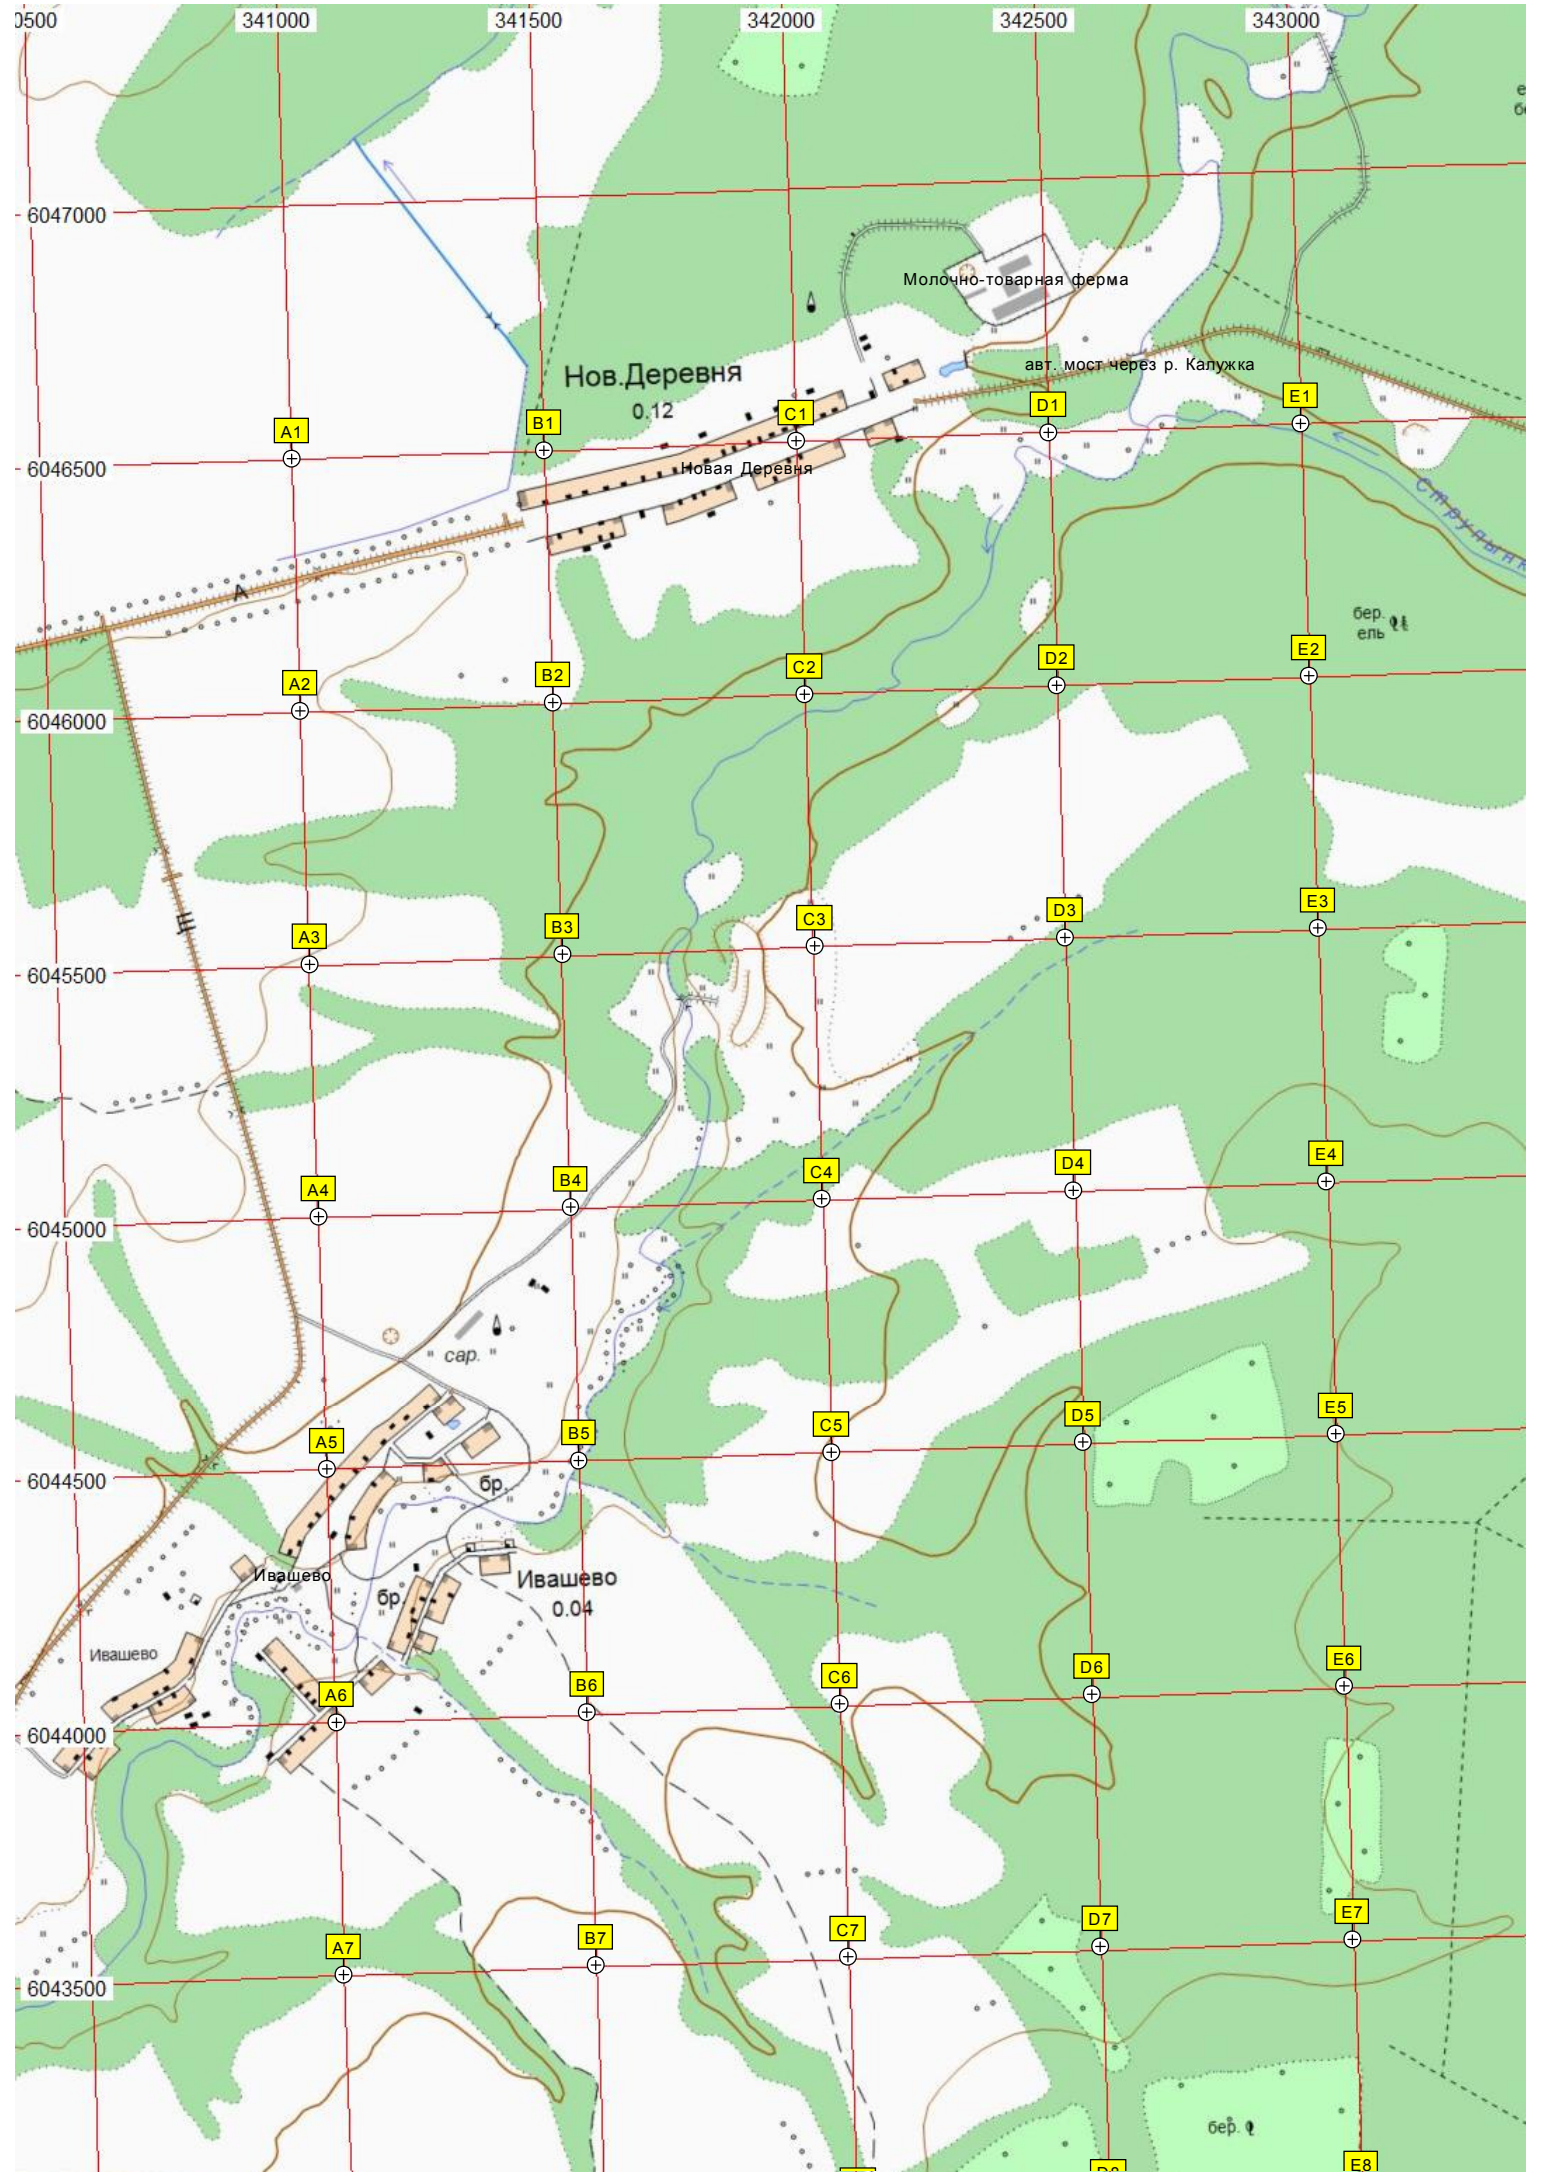 0500 341000 341500 342000 342500 343000
6047000
Молочно-товарная ферма
Нов.Деревня
0.12
авт. мост через р. Калужка
A1 B1 C1 D1 E1
6046500
Новая Деревня
Струльинк
А
бер.
ель
A2 B2 C2 D2 E2
6046000
Щ
A3 B3 C3 D3 E3
6045500
A4 B4 C4 D4 E4
6045000
сар.
A5 B5 C5 D5 E5
6044500
бр.
Ивашево
Ивашево
0.04
бр.
Ивашево
A6 B6 C6 D6 E6
6044000
A7 B7 C7 D7 E7
6043500
бер.
D8 E8